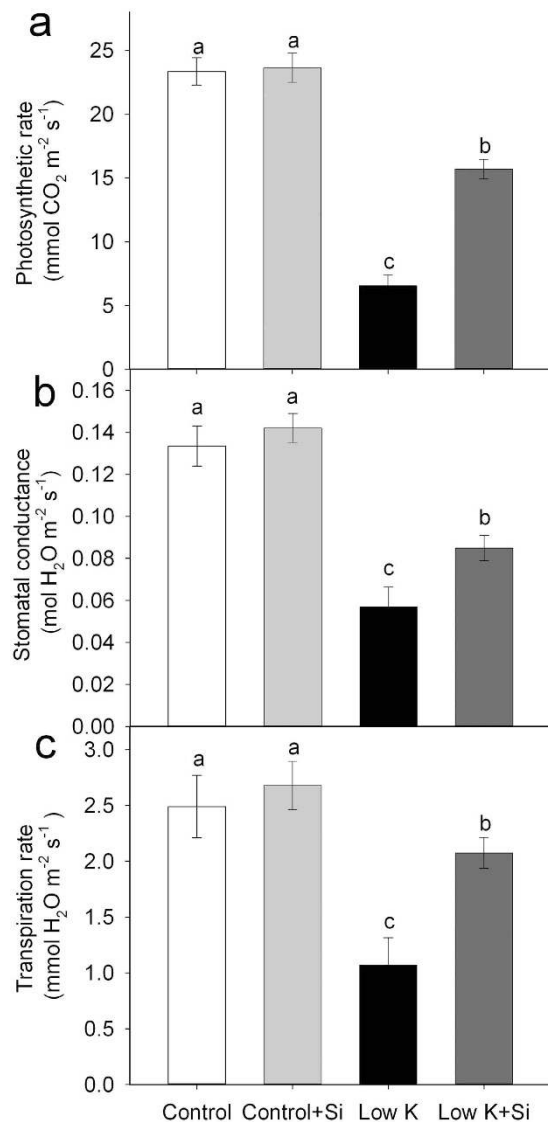 a
Photosynthetic rate
(mmol CO₂ m⁻² s⁻¹)
25
20
15
10
5
0
a
a
c
b
b
Stomatal conductance
(mol H₂O m⁻² s⁻¹)
0.16
0.14
0.12
0.10
0.08
0.06
0.04
0.02
0.00
a
a
c
b
c
Transpiration rate
(mmol H₂O m⁻² s⁻¹)
3.0
2.5
2.0
1.5
1.0
0.5
0.0
a
a
c
b
Control Control+Si Low K Low K+Si